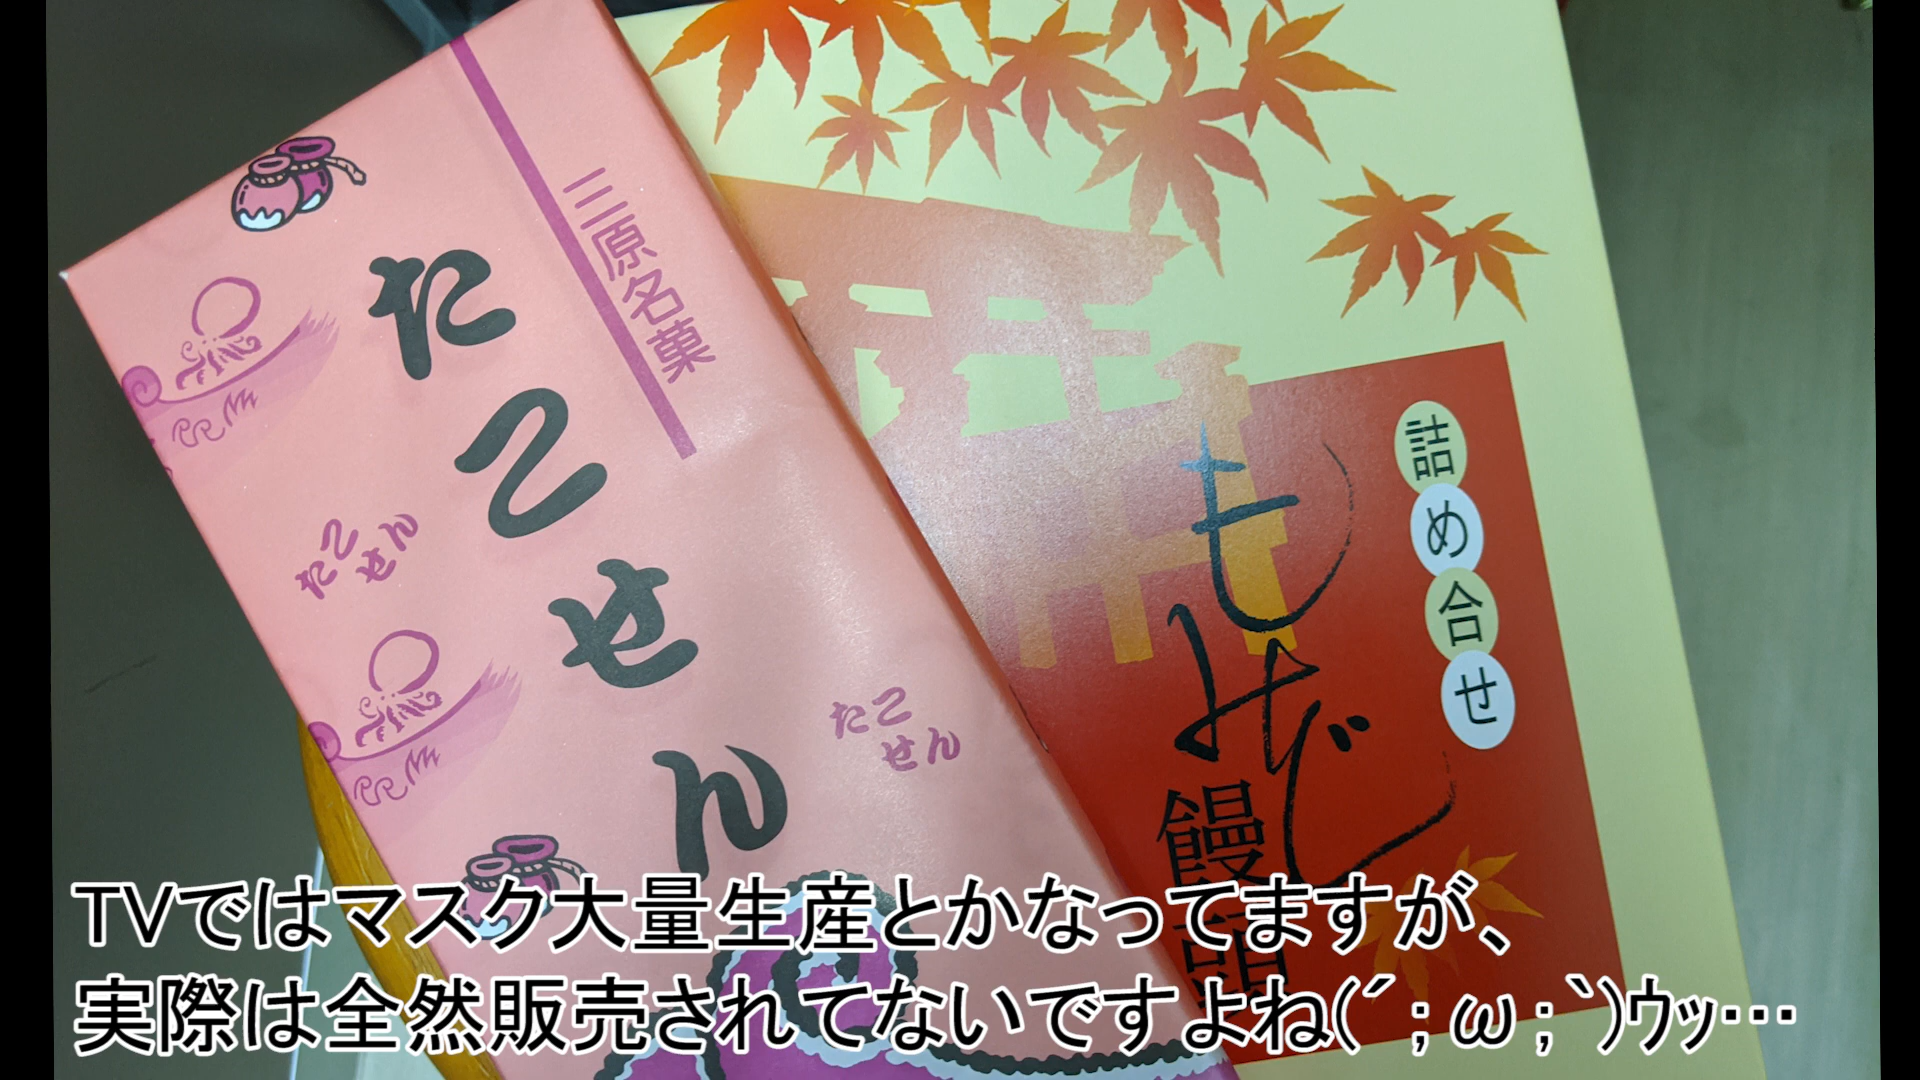 三原名菓
たこせん
たこ
せん
たこ
せん
詰め合せ
もみぢ
饅頭
TVではマスク大量生産とかなってますが、
実際は全然販売されてないですよね(´;ω;`)ｳｯ…